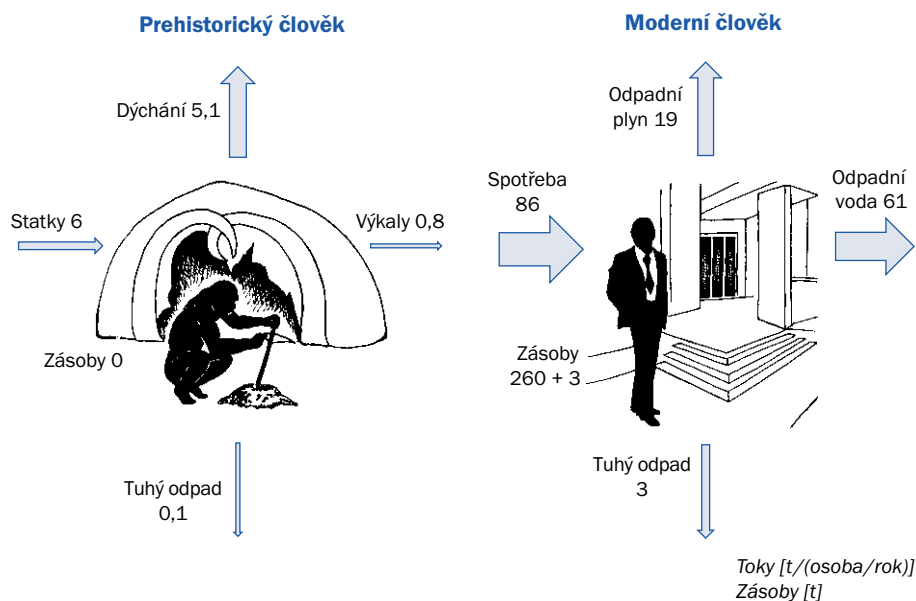 Prehistorický člověk
Dýchání 5,1
Statky 6
Výkaly 0,8
Zásoby 0
Tuhý odpad
0,1
Moderní člověk
Odpadní
plyn 19
Spotřeba
86
Odpadní
voda 61
Zásoby
260 + 3
Tuhý odpad
3
Toky [t/(osoba/rok)]
Zásoby [t]